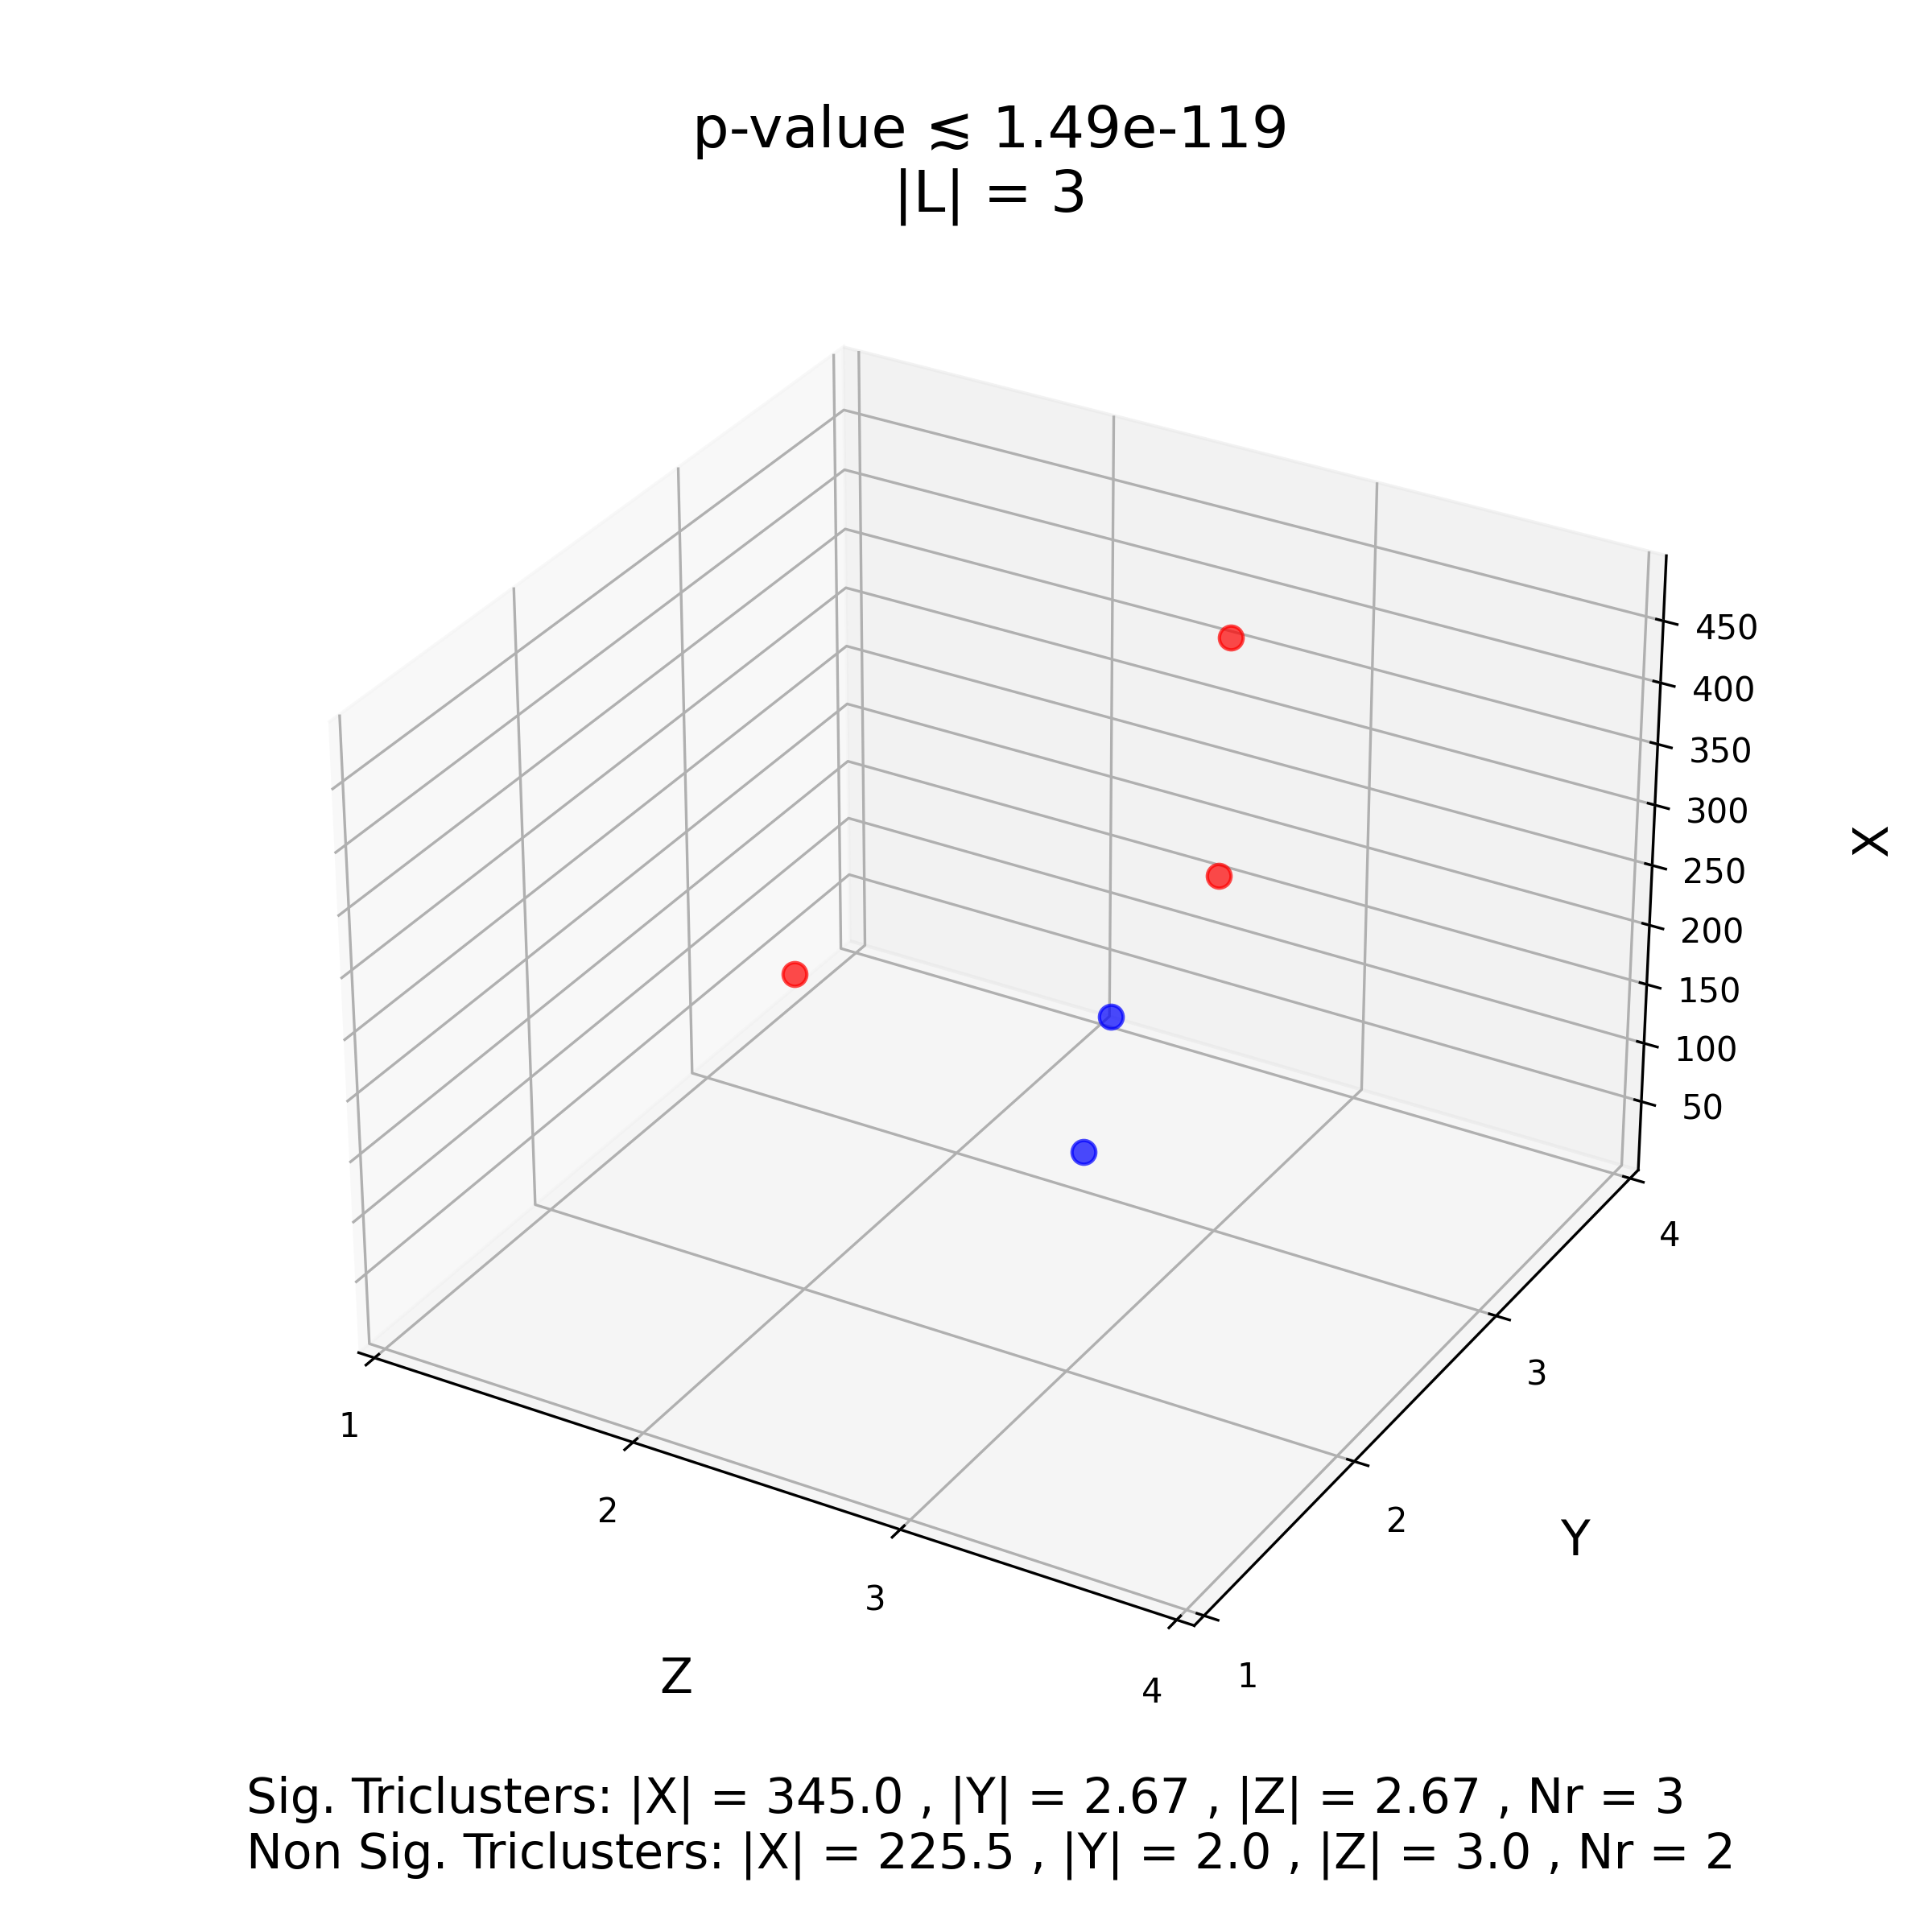 p-value ⪅ 1.49e-119
|L| = 3
450
400
350
300
250
200
150
100
50
X
4
3
2
1
Y
1
2
3
4
Z
Sig. Triclusters: |X| = 345.0 , |Y| = 2.67 , |Z| = 2.67 , Nr = 3
Non Sig. Triclusters: |X| = 225.5 , |Y| = 2.0 , |Z| = 3.0 , Nr = 2